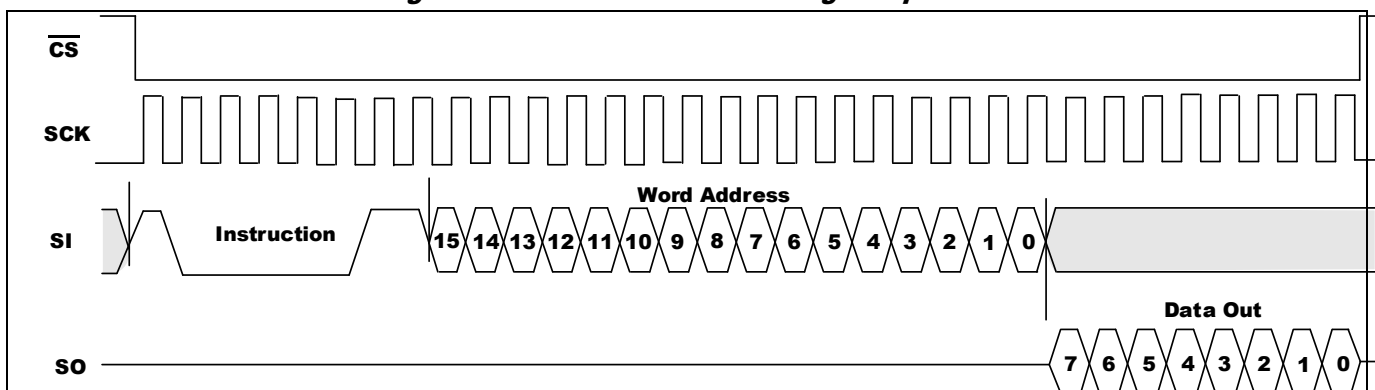 CS
SCK
Word Address
SI Instruction 15 14 13 12 11 10 9 8 7 6 5 4 3 2 1 0
Data Out
SO 7 6 5 4 3 2 1 0